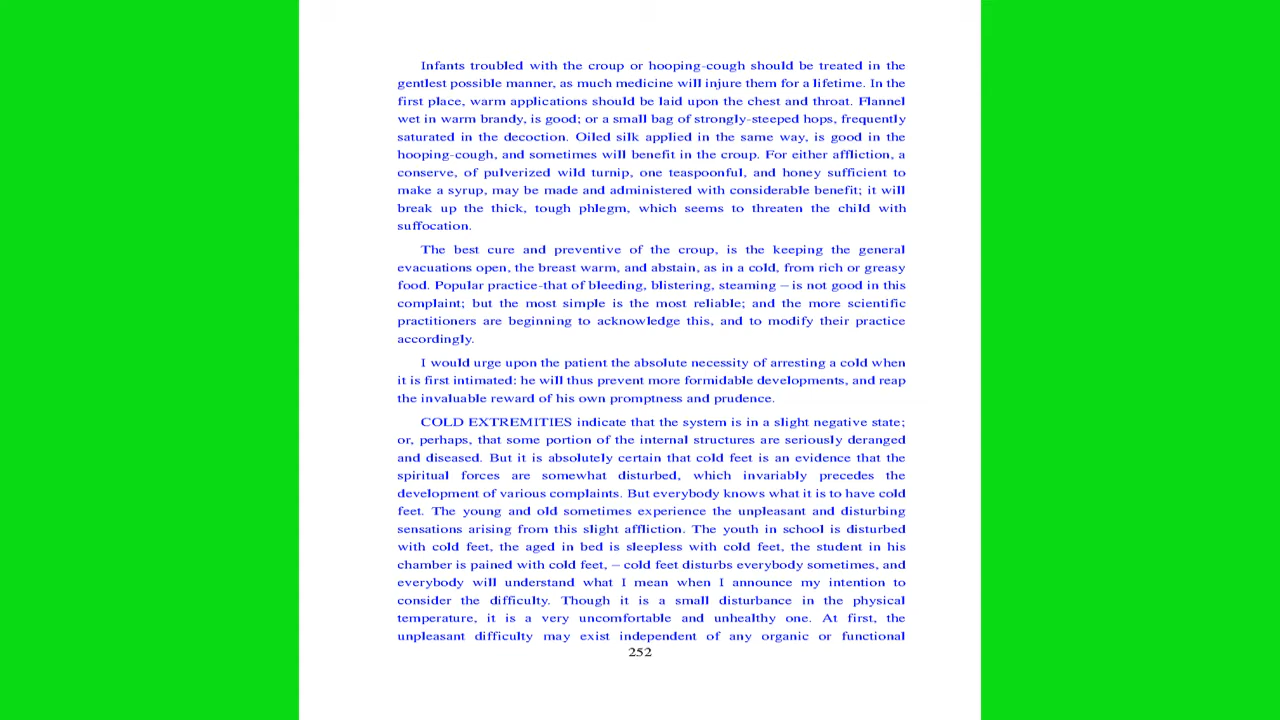 Infants troubled with the croup or hooping-cough should be treated in the
gentlest possible manner, as much medicine will injure them for a lifetime. In the
first place, warm applications should be laid upon the chest and throat. Flannel
wet in warm brandy, is good; or a small bag of strongly-steeped hops, frequently
saturated in the decoction. Oiled silk applied in the same way, is good in the
hooping-cough, and sometimes will benefit in the croup. For either affliction, a
conserve, of pulverized wild turnip, one teaspoonful, and honey sufficient to
make a syrup, may be made and administered with considerable benefit; it will
break up the thick, tough phlegm, which seems to threaten the child with
suffocation.
The best cure and preventive of the croup, is the keeping the general
evacuations open, the breast warm, and abstain, as in a cold, from rich or greasy
food. Popular practice-that of bleeding, blistering, steaming – is not good in this
complaint; but the most simple is the most reliable; and the more scientific
practitioners are beginning to acknowledge this, and to modify their practice
accordingly.
I would urge upon the patient the absolute necessity of arresting a cold when
it is first intimated: he will thus prevent more formidable developments, and reap
the invaluable reward of his own promptness and prudence.
COLD EXTREMITIES indicate that the system is in a slight negative state;
or, perhaps, that some portion of the internal structures are seriously deranged
and diseased. But it is absolutely certain that cold feet is an evidence that the
spiritual forces are somewhat disturbed, which invariably precedes the
development of various complaints. But everybody knows what it is to have cold
feet. The young and old sometimes experience the unpleasant and disturbing
sensations arising from this slight affliction. The youth in school is disturbed
with cold feet, the aged in bed is sleepless with cold feet, the student in his
chamber is pained with cold feet, – cold feet disturbs everybody sometimes, and
everybody will understand what I mean when I announce my intention to
consider the difficulty. Though it is a small disturbance in the physical
temperature, it is a very uncomfortable and unhealthy one. At first, the
unpleasant difficulty may exist independent of any organic or functional
252